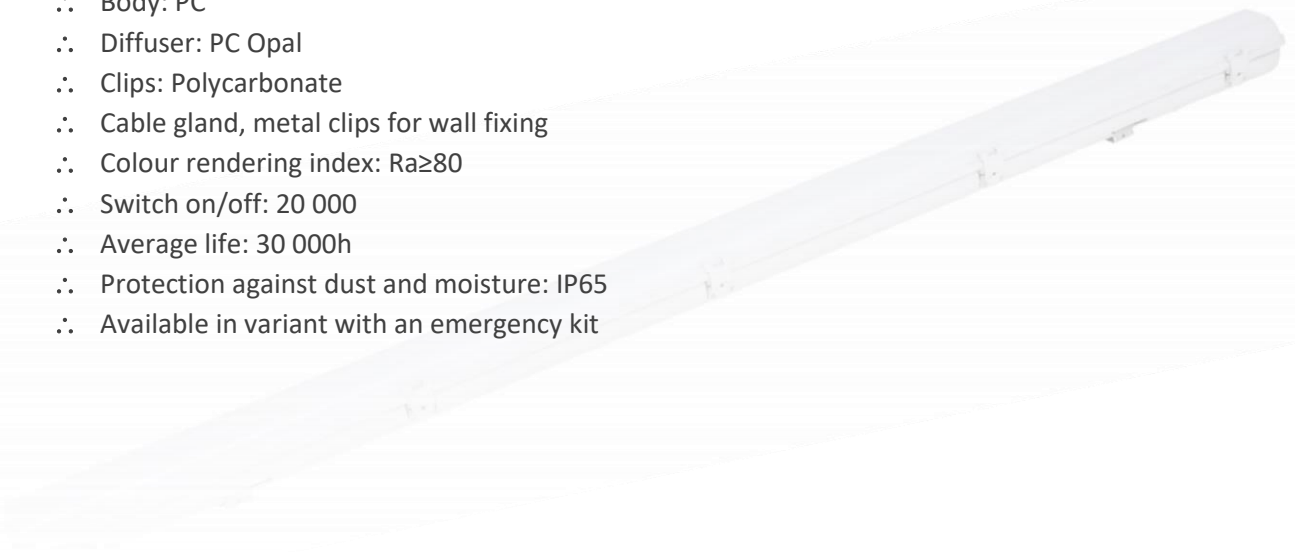 ∴ Body: PC
∴ Diffuser: PC Opal
∴ Clips: Polycarbonate
∴ Cable gland, metal clips for wall fixing
∴ Colour rendering index: Ra≥80
∴ Switch on/off: 20 000
∴ Average life: 30 000h
∴ Protection against dust and moisture: IP65
∴ Available in variant with an emergency kit